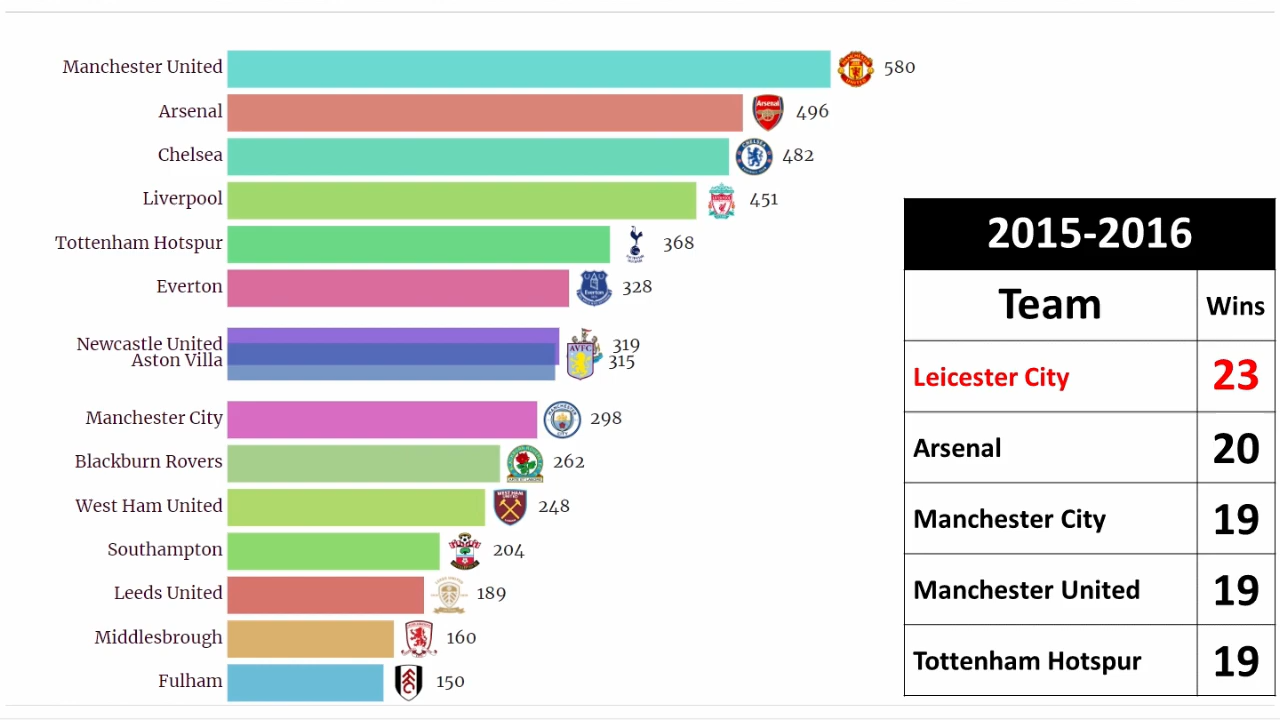 Manchester United 580
Arsenal Arsenal 496
Chelsea 482
Liverpool 451
Tottenham Hotspur 368
Everton Everton 328
Newcastle United 319
Aston Villa AVFC 315
Manchester City 298
Blackburn Rovers 262
West Ham United 248
Southampton 204
Leeds United 189
Middlesbrough 160
Fulham 150
2015-2016
Team Wins
Leicester City 23
Arsenal 20
Manchester City 19
Manchester United 19
Tottenham Hotspur 19